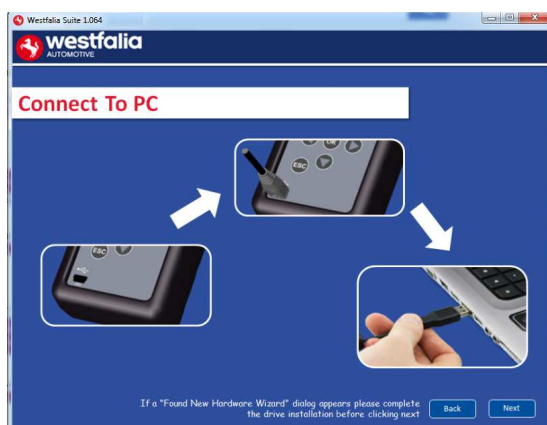 Westfalia Suite 1.064
westfalia
AUTOMOTIVE
Connect To PC
OK
ESC
ESC
If a "Found New Hardware Wizard" dialog appears please complete
the drive installation before clicking next
Back
Next